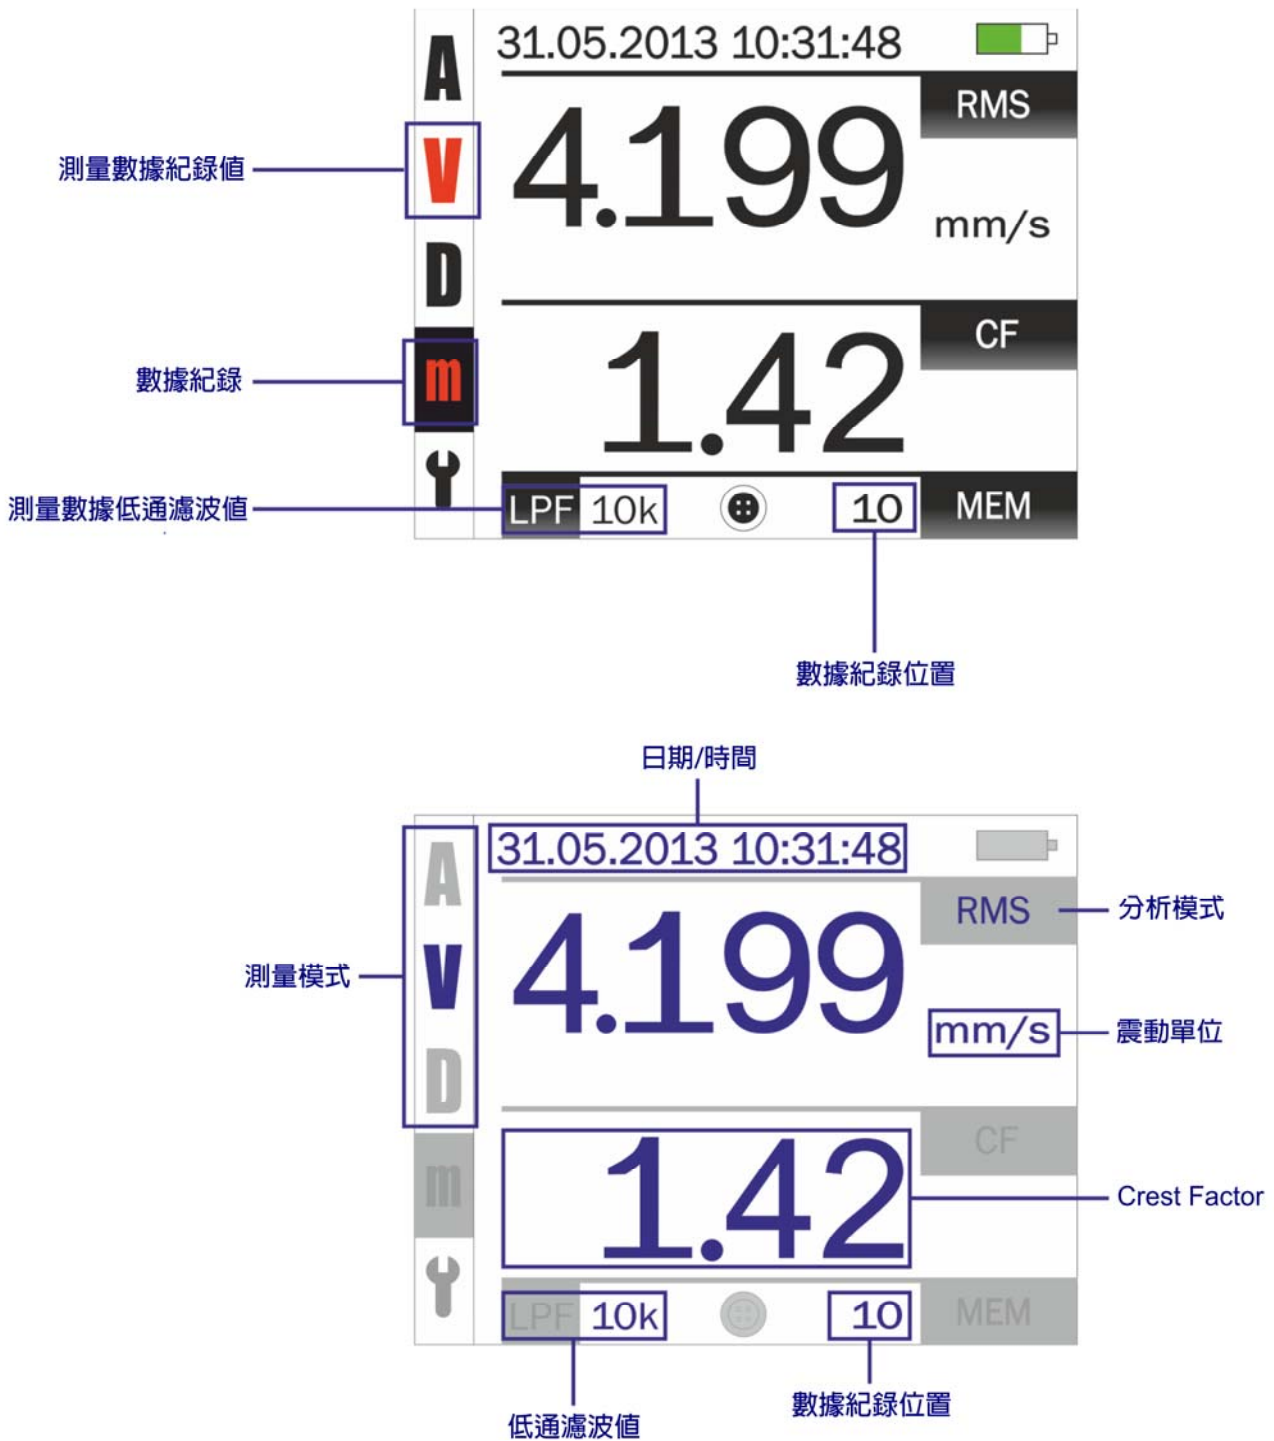 31.05.2013 10:31:48
A
RMS
4.199
測量數據紀錄值
V
mm/s
D
CF
1.42
數據紀錄
m
測量數據低通濾波值
LPF 10k
10
MEM
數據紀錄位置
日期/時間
31.05.2013 10:31:48
A
RMS
分析模式
4.199
測量模式
V
mm/s
震動單位
D
CF
1.42
m
Crest Factor
LPF 10k
10
MEM
低通濾波值
數據紀錄位置